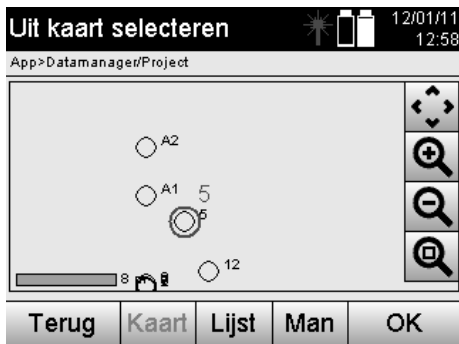 Uit kaart selecteren
12/01/11
12:58
App>Datamanager/Project
A2
A1
5
5
12
8
Terug
Kaart
Lijst
Man
OK